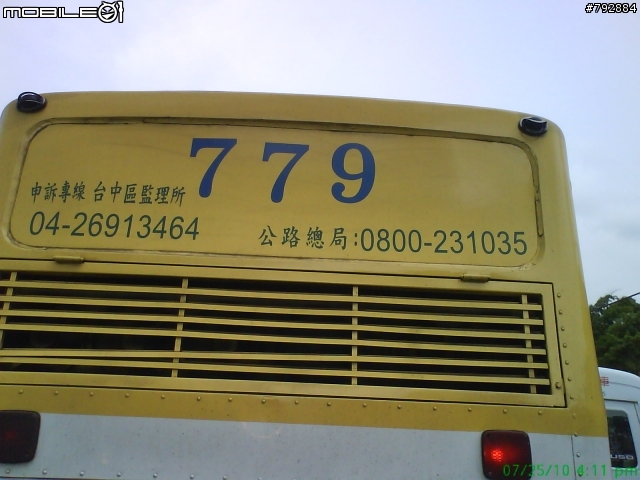 MOBILE01
#792884
779
申訴專線 台中區監理所
04-26913464
公路總局:0800-231035
07/25/10 4:11 pm